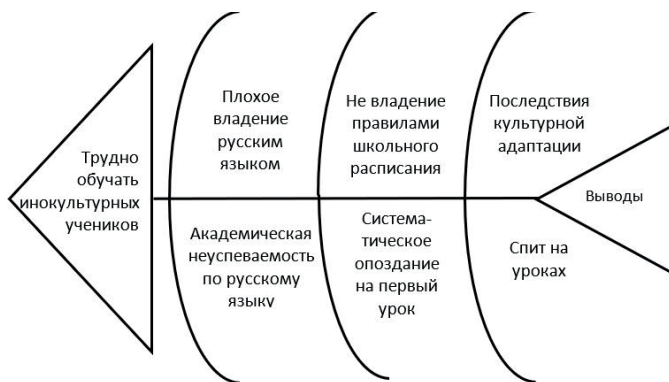 Трудно
обучать
инокультурных
учеников
Плохое
владение
русским
языком
Не владение
правилами
школьного
расписания
Последствия
культурной
адаптации
Академическая
неуспеваемость
по русскому
языку
Система-
тическое
опоздание
на первый
урок
Спит на
уроках
Выводы